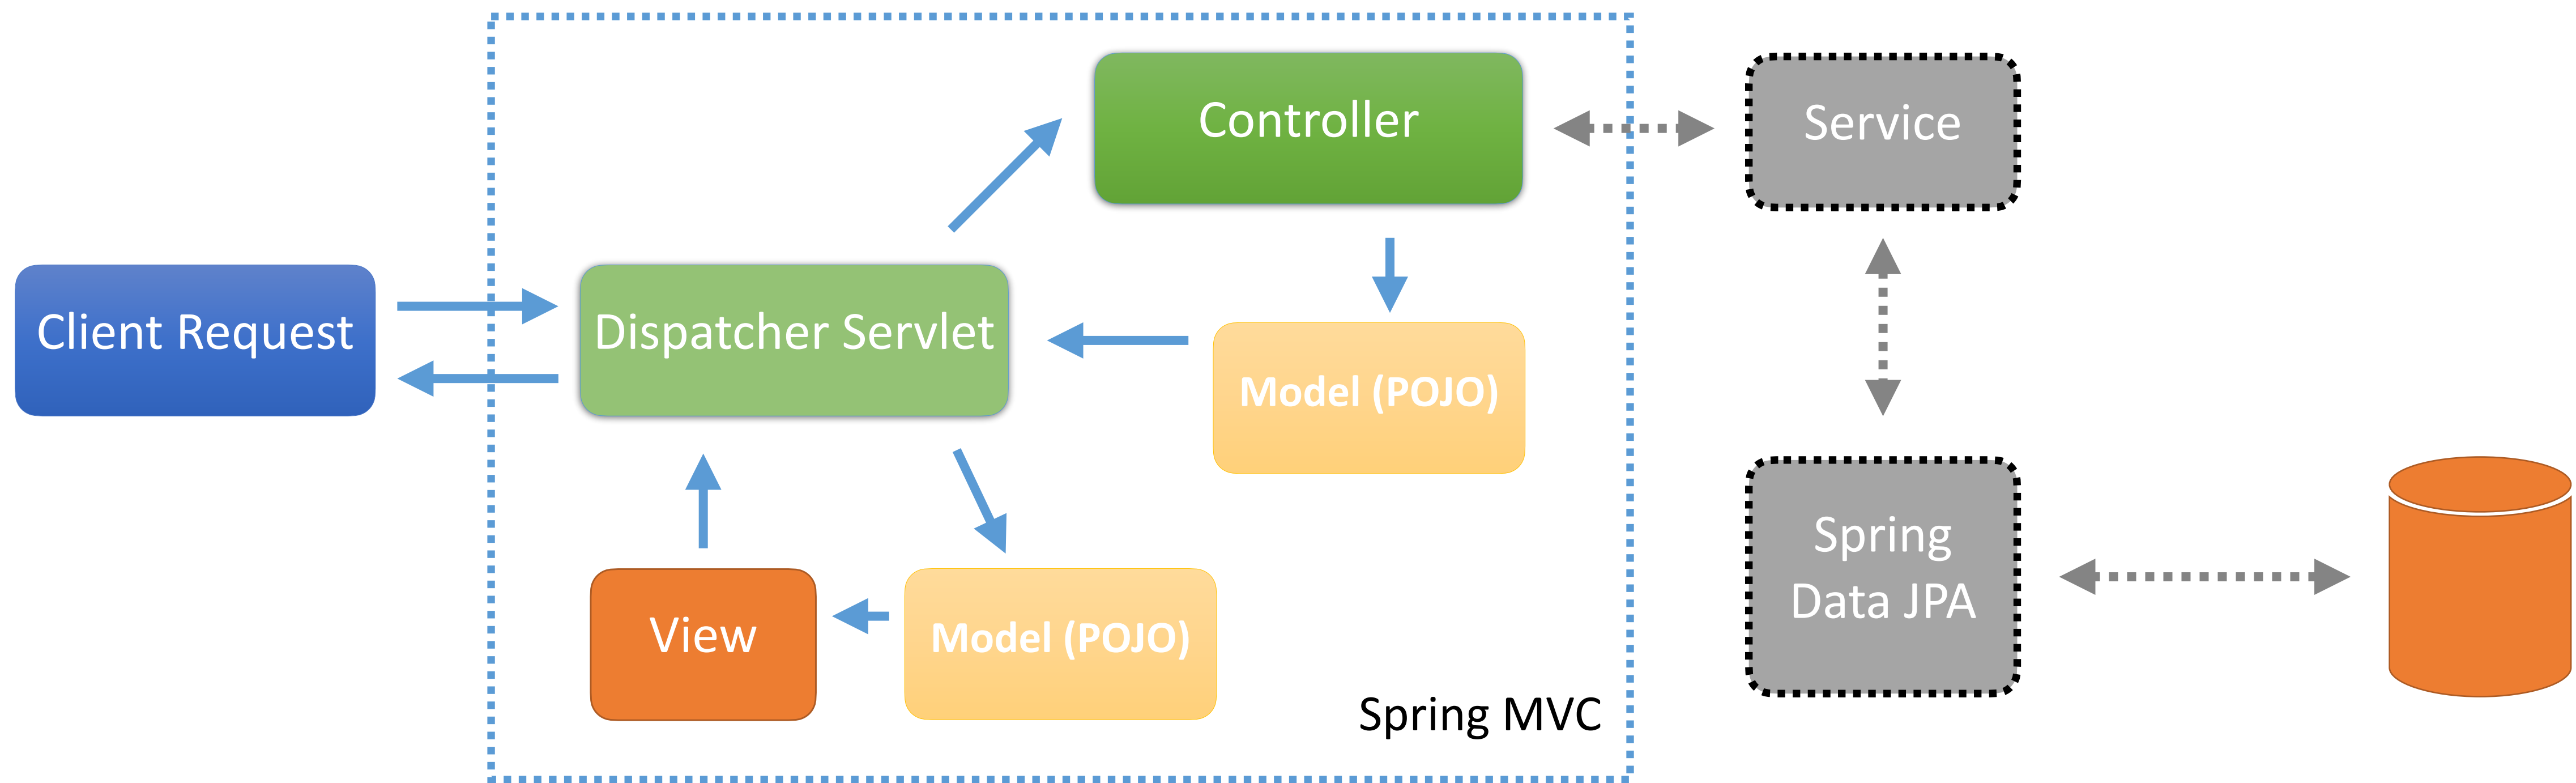 Controller
Service
Client Request
Dispatcher Servlet
Model (POJO)
Spring
Data JPA
View
Model (POJO)
Spring MVC